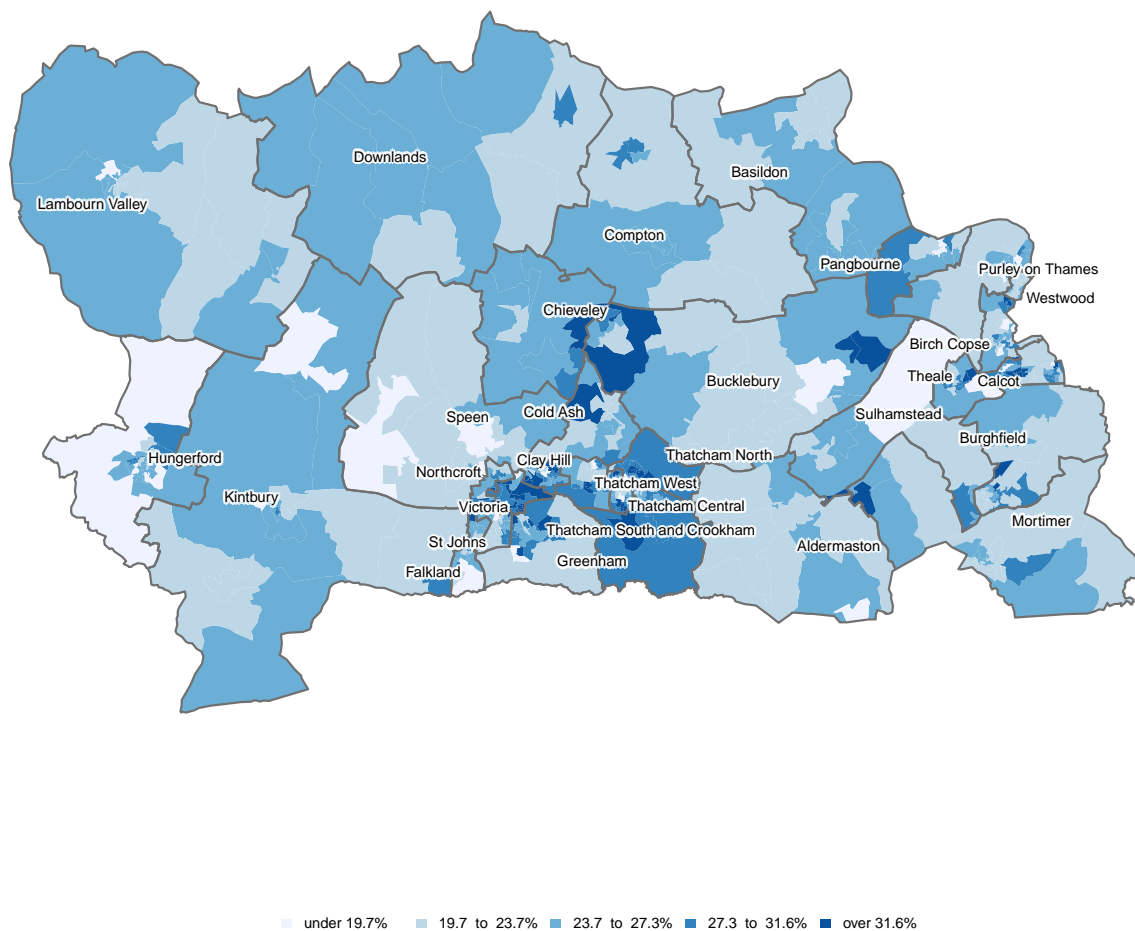 Downlands
Basildon
Lambourn Valley
Compton
Pangbourne
Purley on Thames
Westwood
Chieveley
Birch Copse
Theale
Calcot
Bucklebury
Cold Ash
Speen
Sulhamstead
Burghfield
Hungerford
Clay Hill
Thatcham North
Northcroft
Thatcham West
Kintbury
Victoria
Thatcham Central
Mortimer
Thatcham South and Crookham
St Johns
Aldermaston
Greenham
Falkland
under 19.7% 19.7 to 23.7% 23.7 to 27.3% 27.3 to 31.6% over 31.6%